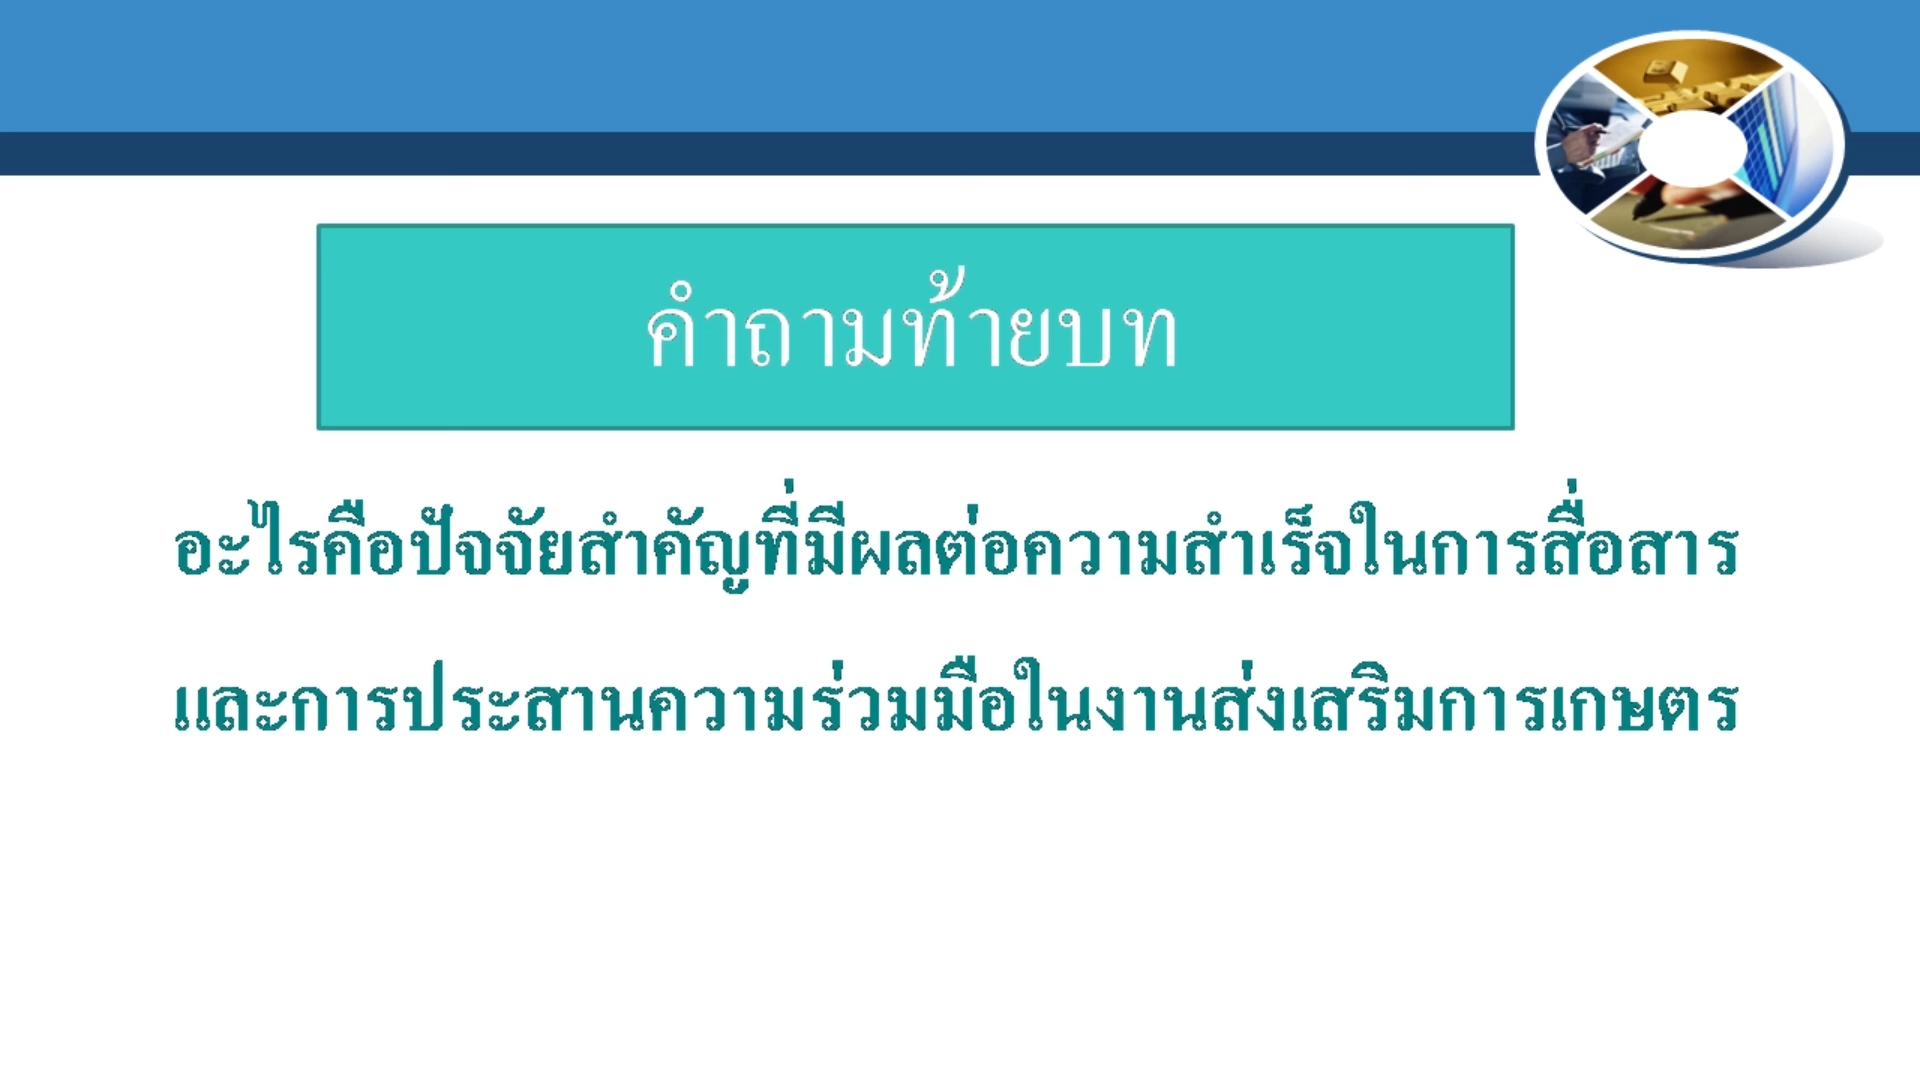 คำถามท้ายบท
อะไรคือปัจจัยสำคัญที่มีผลต่อความสำเร็จในการสื่อสาร
และการประสานความร่วมมือในงานส่งเสริมการเกษตร